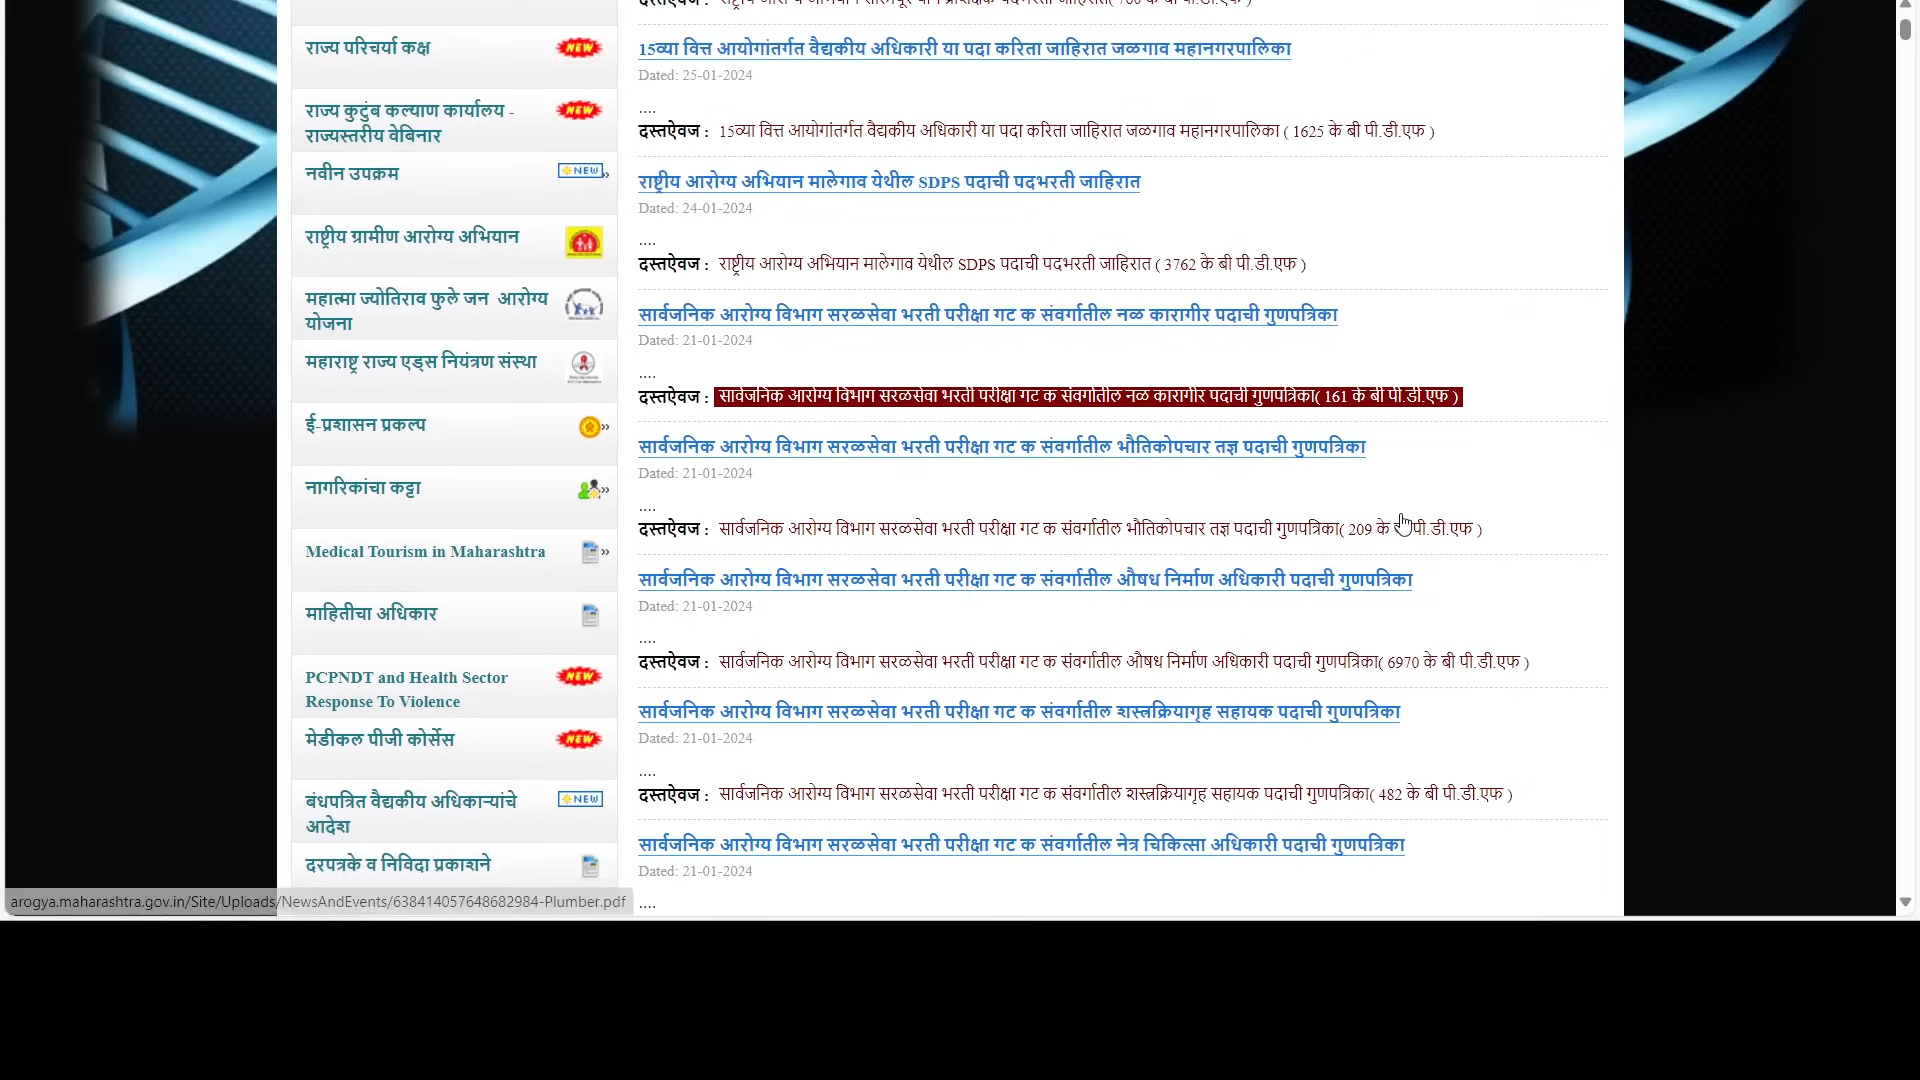 राज्य परिचर्या कक्ष
NEW
राज्य कुटुंब कल्याण कार्यालय -
राज्यस्तरीय वेबिनार
NEW
नवीन उपक्रम
NEW »
राष्ट्रीय ग्रामीण आरोग्य अभियान
महात्मा ज्योतिराव फुले जन आरोग्य
योजना
महाराष्ट्र राज्य एड्स नियंत्रण संस्था
ई-प्रशासन प्रकल्प
»
नागरिकांचा कट्टा
»
Medical Tourism in Maharashtra
»
माहितीचा अधिकार
PCPNDT and Health Sector
Response To Violence
NEW
मेडीकल पीजी कोर्सेस
NEW
बंधपत्रित वैद्यकीय अधिकाऱ्यांचे
आदेश
NEW
दरपत्रके व निविदा प्रकाशने
15व्या वित्त आयोगांतर्गत वैद्यकीय अधिकारी या पदा करिता जाहिरात जळगाव महानगरपालिका
Dated: 25-01-2024
....
दस्तऐवज : 15व्या वित्त आयोगांतर्गत वैद्यकीय अधिकारी या पदा करिता जाहिरात जळगाव महानगरपालिका ( 1625 के बी पी.डी.एफ )
राष्ट्रीय आरोग्य अभियान मालेगाव येथील SDPS पदाची पदभरती जाहिरात
Dated: 24-01-2024
....
दस्तऐवज : राष्ट्रीय आरोग्य अभियान मालेगाव येथील SDPS पदाची पदभरती जाहिरात ( 3762 के बी पी.डी.एफ )
सार्वजनिक आरोग्य विभाग सरळसेवा भरती परीक्षा गट क संवर्गातील नळ कारागीर पदाची गुणपत्रिका
Dated: 21-01-2024
....
दस्तऐवज : सार्वजनिक आरोग्य विभाग सरळसेवा भरती परीक्षा गट क संवर्गातील नळ कारागीर पदाची गुणपत्रिका( 161 के बी पी.डी.एफ )
सार्वजनिक आरोग्य विभाग सरळसेवा भरती परीक्षा गट क संवर्गातील भौतिकोपचार तज्ञ पदाची गुणपत्रिका
Dated: 21-01-2024
....
दस्तऐवज : सार्वजनिक आरोग्य विभाग सरळसेवा भरती परीक्षा गट क संवर्गातील भौतिकोपचार तज्ञ पदाची गुणपत्रिका( 209 के पी.डी.एफ )
सार्वजनिक आरोग्य विभाग सरळसेवा भरती परीक्षा गट क संवर्गातील औषध निर्माण अधिकारी पदाची गुणपत्रिका
Dated: 21-01-2024
....
दस्तऐवज : सार्वजनिक आरोग्य विभाग सरळसेवा भरती परीक्षा गट क संवर्गातील औषध निर्माण अधिकारी पदाची गुणपत्रिका( 6970 के बी पी.डी.एफ )
सार्वजनिक आरोग्य विभाग सरळसेवा भरती परीक्षा गट क संवर्गातील शस्त्रक्रियागृह सहायक पदाची गुणपत्रिका
Dated: 21-01-2024
....
दस्तऐवज : सार्वजनिक आरोग्य विभाग सरळसेवा भरती परीक्षा गट क संवर्गातील शस्त्रक्रियागृह सहायक पदाची गुणपत्रिका( 482 के बी पी.डी.एफ )
सार्वजनिक आरोग्य विभाग सरळसेवा भरती परीक्षा गट क संवर्गातील नेत्र चिकित्सा अधिकारी पदाची गुणपत्रिका
Dated: 21-01-2024
....
arogya.maharashtra.gov.in/Site/Uploads/NewsAndEvents/638414057648682984-Plumber.pdf